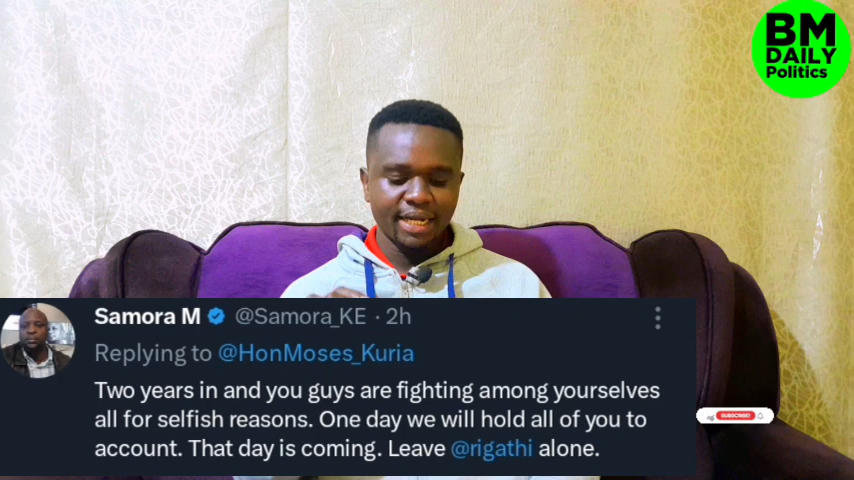 BM
DAILY
Politics
Samora M @Samora_KE · 2h
Replying to @HonMoses_Kuria
Two years in and you guys are fighting among yourselves
all for selfish reasons. One day we will hold all of you to
account. That day is coming. Leave @rigathi alone.
SUBSCRIBE